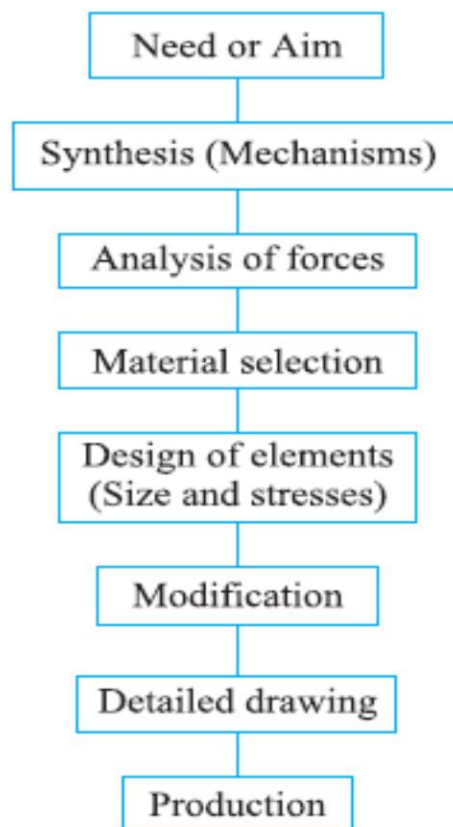 Need or Aim
Synthesis (Mechanisms)
Analysis of forces
Material selection
Design of elements
(Size and stresses)
Modification
Detailed drawing
Production